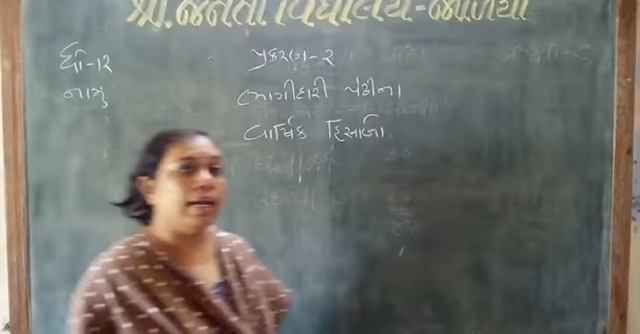 શ્રી.જનતા વિદ્યાલય-જાળિયા
ધો-૧૨
પ્રકરણ-૨
નામું
ભાગીદારી પેઢીના
વાર્ષિક હિસાબો.